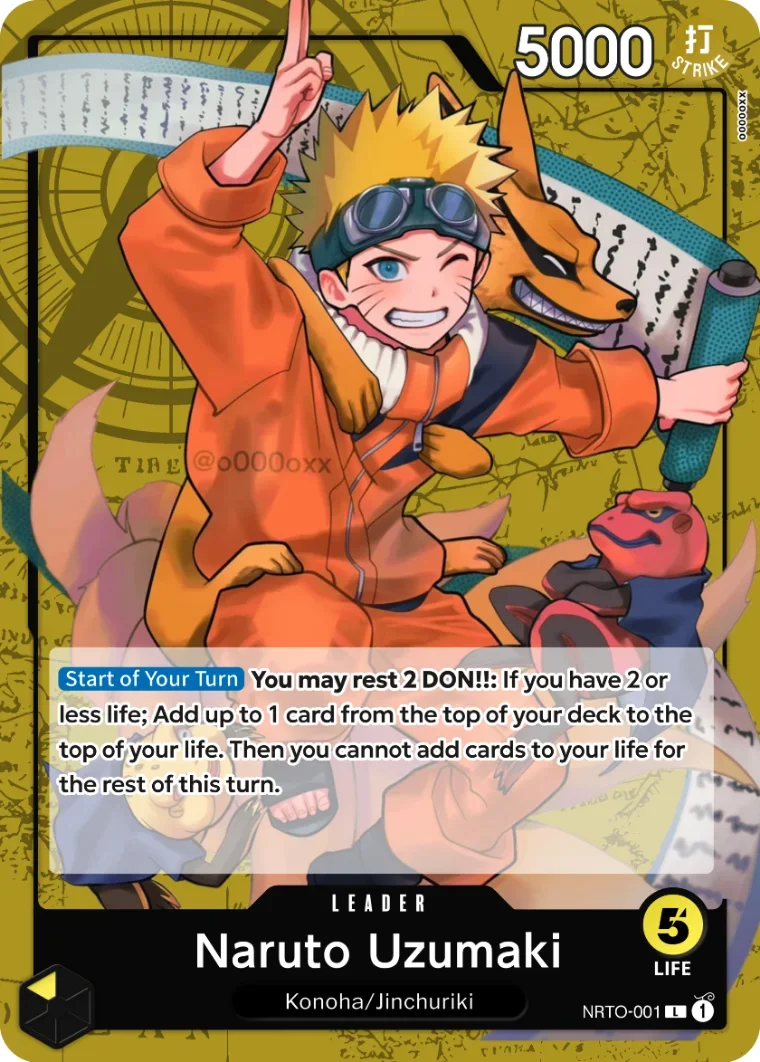 5000
打
STRIKE
xx00000
TIRE
@o000oxx
Start of Your Turn You may rest 2 DON!!: If you have 2 or
less life; Add up to 1 card from the top of your deck to the
top of your life. Then you cannot add cards to your life for
the rest of this turn.
LEADER
Naruto Uzumaki
5
LIFE
Konoha/Jinchuriki
NRTO-001 L 1